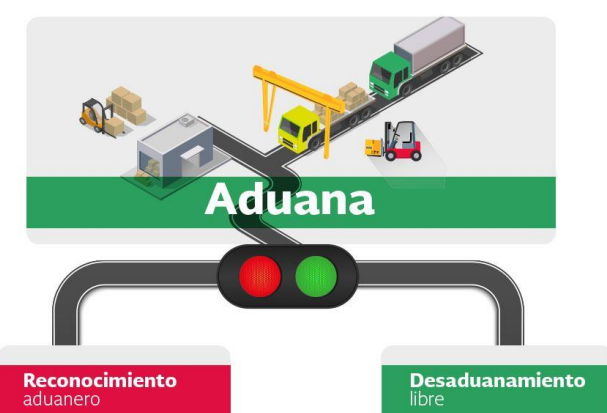 Aduana
Reconocimiento
aduanero
Desaduanamiento
libre